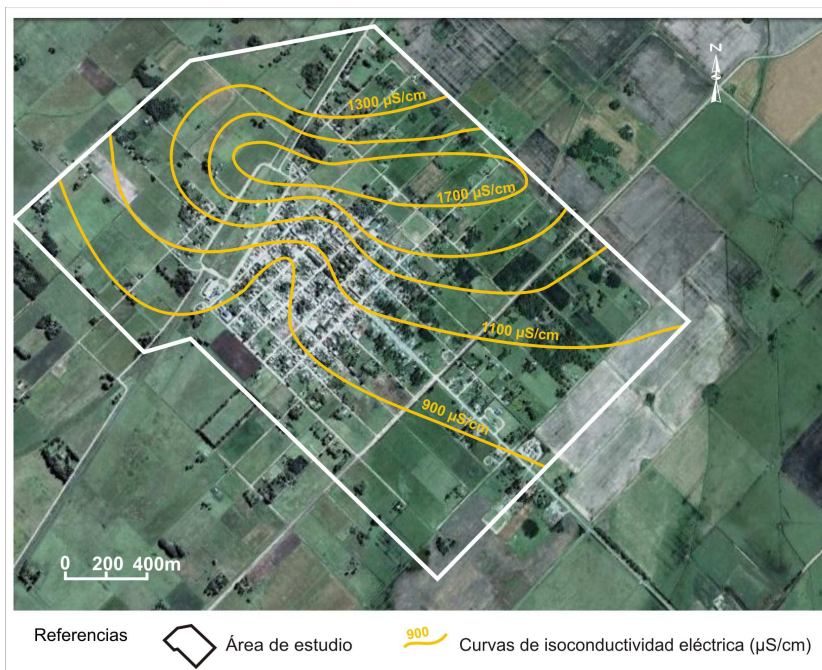 N
1300 µS/cm
1700 µS/cm
1100 µS/cm
900 µS/cm
0 200 400m
Referencias
Área de estudio
900
Curvas de isoconductividad eléctrica (µS/cm)